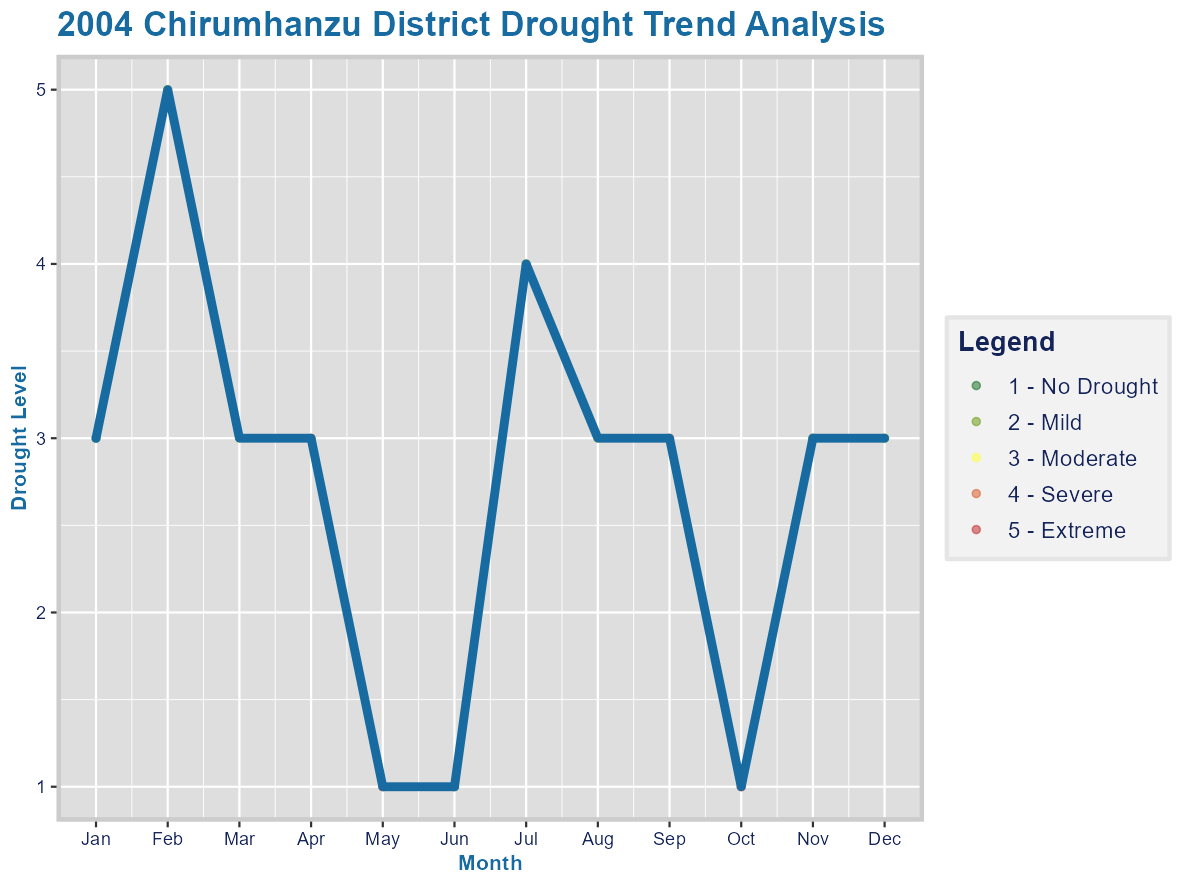 2004 Chirumhanzu District Drought Trend Analysis
5
4
3
2
1
Drought Level
Jan Feb Mar Apr May Jun Jul Aug Sep Oct Nov Dec
Month
Legend
1 - No Drought
2 - Mild
3 - Moderate
4 - Severe
5 - Extreme